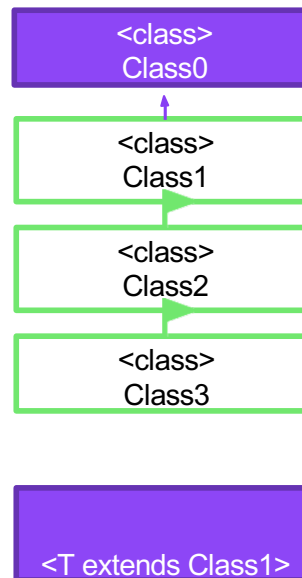 <class>
Class0
<class>
Class1
<class>
Class2
<class>
Class3
<T extends Class1>